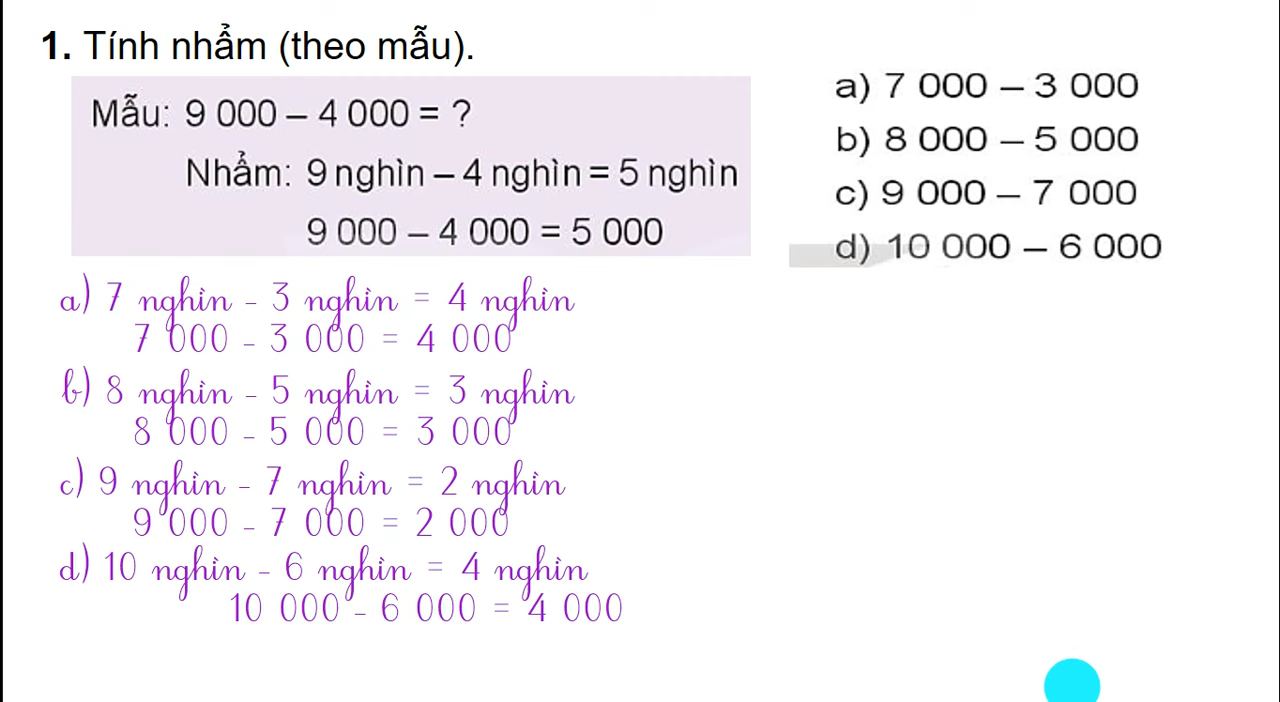 1. Tính nhẩm (theo mẫu).
Mẫu: 9 000 – 4 000 = ?
Nhẩm: 9 nghìn – 4 nghìn = 5 nghìn
9 000 – 4 000 = 5 000
a) 7 000 – 3 000
b) 8 000 – 5 000
c) 9 000 – 7 000
d) 10 000 – 6 000
a) 7 nghìn - 3 nghìn = 4 nghìn
7 000 - 3 000 = 4 000
b) 8 nghìn - 5 nghìn = 3 nghìn
8 000 - 5 000 = 3 000
c) 9 nghìn - 7 nghìn = 2 nghìn
9 000 - 7 000 = 2 000
d) 10 nghìn - 6 nghìn = 4 nghìn
10 000 - 6 000 = 4 000